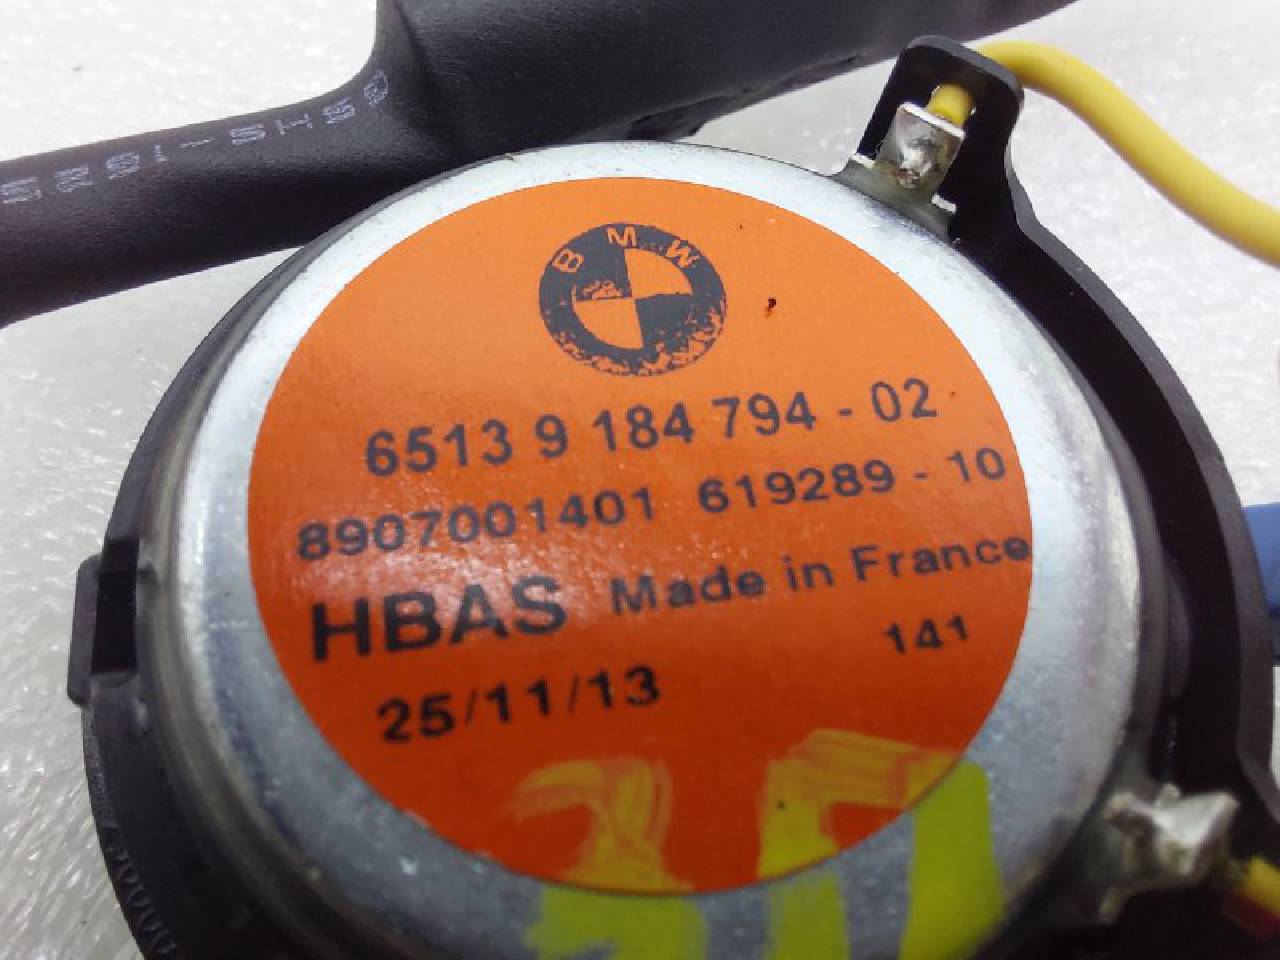 BMW
6513 9 184 794 - 02
8907001401 619289 - 10
HBAS Made in France
141
25/11/13